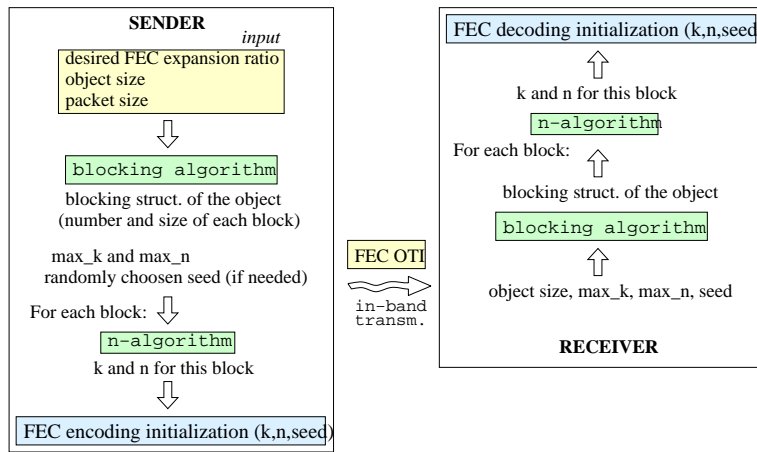 SENDER
input
desired FEC expansion ratio
object size
packet size
blocking algorithm
blocking struct. of the object
(number and size of each block)
max_k and max_n
randomly choosen seed (if needed)
For each block:
n-algorithm
k and n for this block
FEC encoding initialization (k,n,seed)
FEC OTI
in-band
transm.
FEC decoding initialization (k,n,seed
k and n for this block
n-algorithm
For each block:
blocking struct. of the object
blocking algorithm
object size, max_k, max_n, seed
RECEIVER